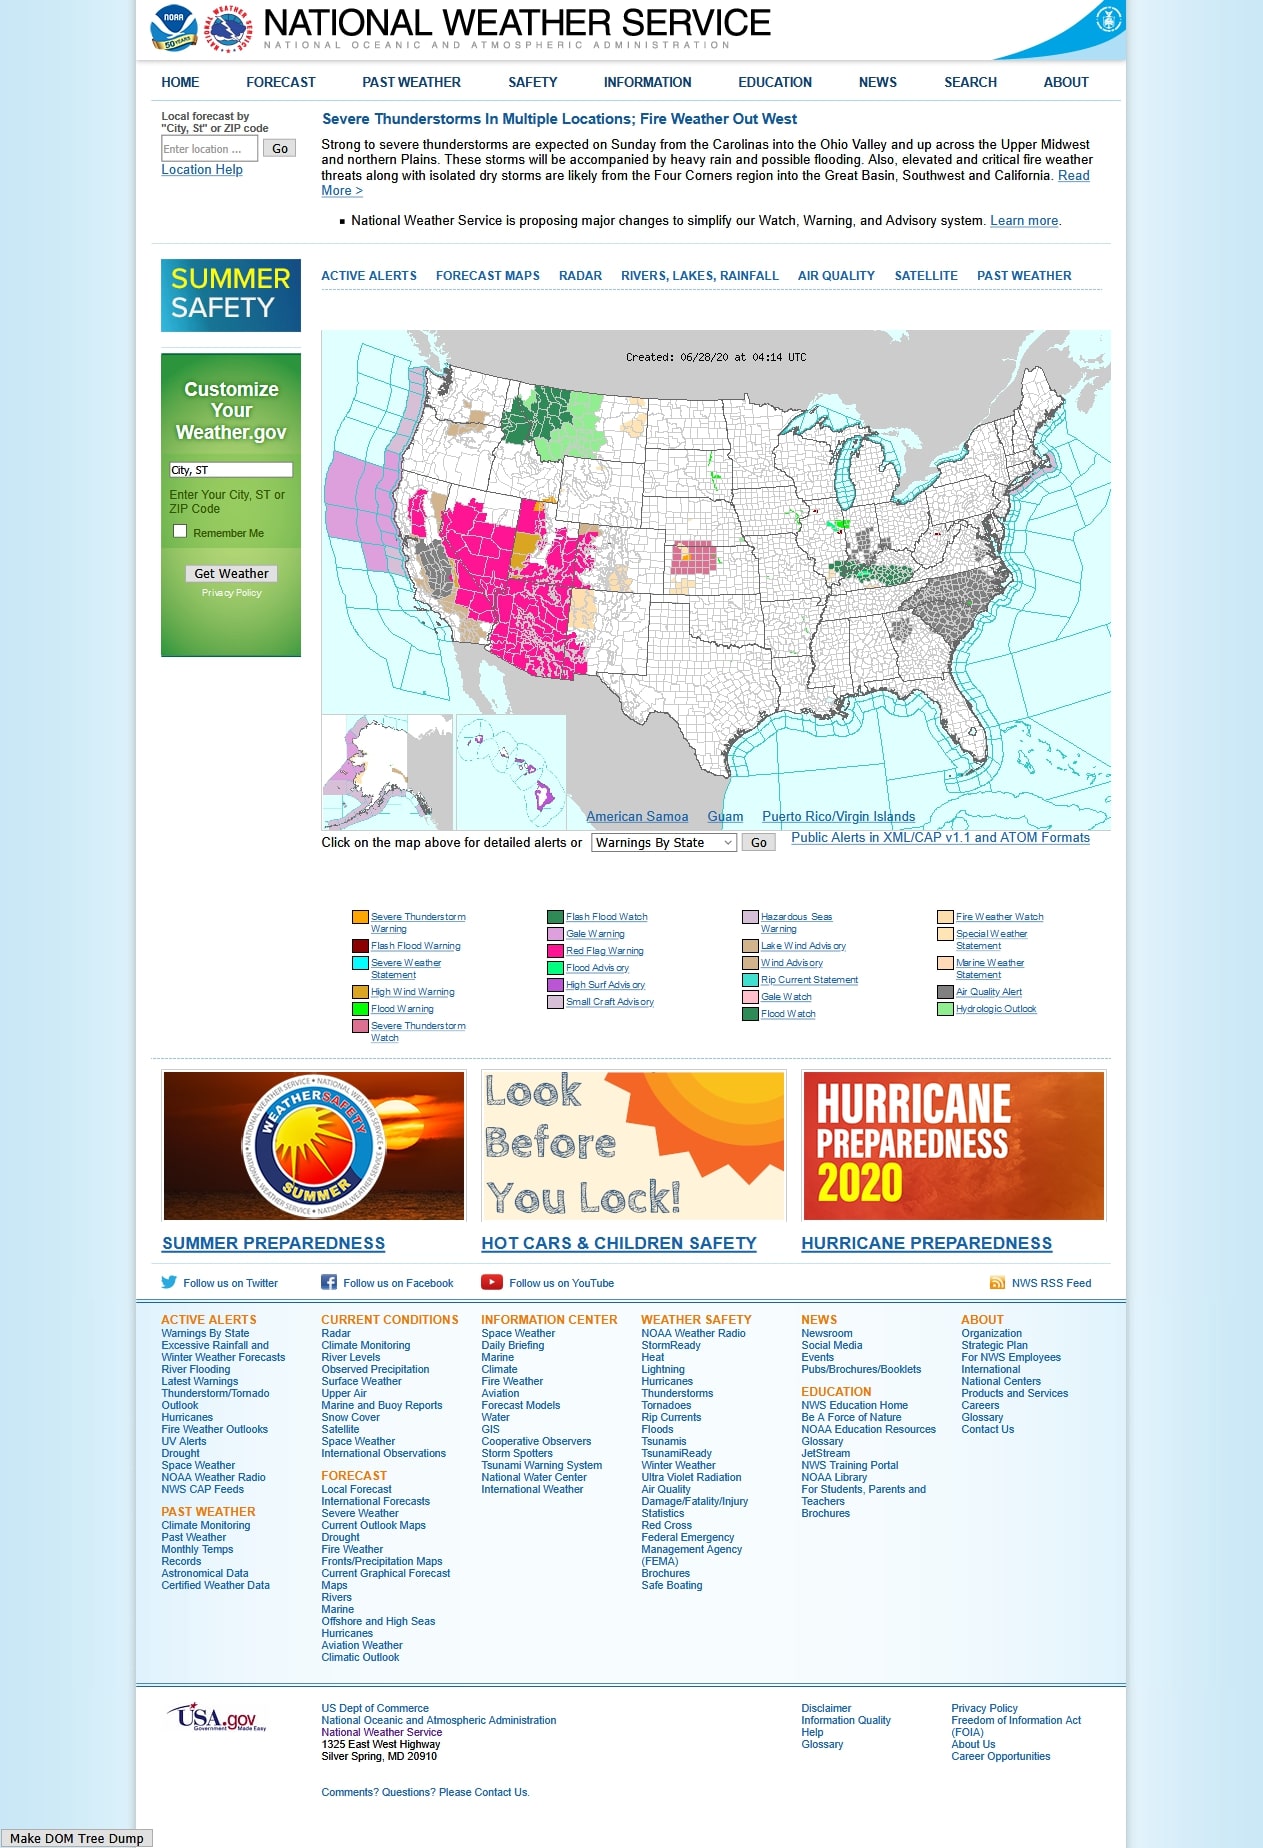 NOAA
50 YEARS
NATIONAL WEATHER SERVICE
NATIONAL OCEANIC AND ATMOSPHERIC ADMINISTRATION
HOME FORECAST PAST WEATHER SAFETY INFORMATION EDUCATION NEWS SEARCH ABOUT
Local forecast by
"City, St" or ZIP code
Enter location ... Go
Location Help
Severe Thunderstorms In Multiple Locations; Fire Weather Out West
Strong to severe thunderstorms are expected on Sunday from the Carolinas into the Ohio Valley and up across the Upper Midwest
and northern Plains. These storms will be accompanied by heavy rain and possible flooding. Also, elevated and critical fire weather
threats along with isolated dry storms are likely from the Four Corners region into the Great Basin, Southwest and California. Read
More >
National Weather Service is proposing major changes to simplify our Watch, Warning, and Advisory system. Learn more.
SUMMER
SAFETY
ACTIVE ALERTS FORECAST MAPS RADAR RIVERS, LAKES, RAINFALL AIR QUALITY SATELLITE PAST WEATHER
Customize
Your
Weather.gov
City, ST
Enter Your City, ST or
ZIP Code
Remember Me
Get Weather
Privacy Policy
Created: 06/28/20 at 04:14 UTC
American Samoa Guam Puerto Rico/Virgin Islands
Click on the map above for detailed alerts or Warnings By State Go Public Alerts in XML/CAP v1.1 and ATOM Formats
Severe Thunderstorm
Warning
Flash Flood Warning
Severe Weather
Statement
High Wind Warning
Flood Warning
Severe Thunderstorm
Watch
Flash Flood Watch
Gale Warning
Red Flag Warning
Flood Advisory
High Surf Advisory
Small Craft Advisory
Hazardous Seas
Warning
Lake Wind Advisory
Wind Advisory
Rip Current Statement
Gale Watch
Flood Watch
Fire Weather Watch
Special Weather
Statement
Marine Weather
Statement
Air Quality Alert
Hydrologic Outlook
NATIONAL WEATHER SERVICE • NATIONAL WEATHER SERVICE
WEATHER SAFETY
SUMMER
Look
Before
You Lock!
HURRICANE
PREPAREDNESS
2020
SUMMER PREPAREDNESS
HOT CARS & CHILDREN SAFETY
HURRICANE PREPAREDNESS
Follow us on Twitter Follow us on Facebook Follow us on YouTube NWS RSS Feed
ACTIVE ALERTS
Warnings By State
Excessive Rainfall and
Winter Weather Forecasts
River Flooding
Latest Warnings
Thunderstorm/Tornado
Outlook
Hurricanes
Fire Weather Outlooks
UV Alerts
Drought
Space Weather
NOAA Weather Radio
NWS CAP Feeds
PAST WEATHER
Climate Monitoring
Past Weather
Monthly Temps
Records
Astronomical Data
Certified Weather Data
CURRENT CONDITIONS
Radar
Climate Monitoring
River Levels
Observed Precipitation
Surface Weather
Upper Air
Marine and Buoy Reports
Snow Cover
Satellite
Space Weather
International Observations
FORECAST
Local Forecast
International Forecasts
Severe Weather
Current Outlook Maps
Drought
Fire Weather
Fronts/Precipitation Maps
Current Graphical Forecast
Maps
Rivers
Marine
Offshore and High Seas
Hurricanes
Aviation Weather
Climatic Outlook
INFORMATION CENTER
Space Weather
Daily Briefing
Marine
Climate
Fire Weather
Aviation
Forecast Models
Water
GIS
Cooperative Observers
Storm Spotters
Tsunami Warning System
National Water Center
International Weather
WEATHER SAFETY
NOAA Weather Radio
StormReady
Heat
Lightning
Hurricanes
Thunderstorms
Tornadoes
Rip Currents
Floods
Tsunamis
TsunamiReady
Winter Weather
Ultra Violet Radiation
Air Quality
Damage/Fatality/Injury
Statistics
Red Cross
Federal Emergency
Management Agency
(FEMA)
Brochures
Safe Boating
NEWS
Newsroom
Social Media
Events
Pubs/Brochures/Booklets
EDUCATION
NWS Education Home
Be A Force of Nature
NOAA Education Resources
Glossary
JetStream
NWS Training Portal
NOAA Library
For Students, Parents and
Teachers
Brochures
ABOUT
Organization
Strategic Plan
For NWS Employees
International
National Centers
Products and Services
Careers
Glossary
Contact Us
USA.gov
Government Made Easy
US Dept of Commerce
National Oceanic and Atmospheric Administration
National Weather Service
1325 East West Highway
Silver Spring, MD 20910
Comments? Questions? Please Contact Us.
Disclaimer
Information Quality
Help
Glossary
Privacy Policy
Freedom of Information Act
(FOIA)
About Us
Career Opportunities
Make DOM Tree Dump